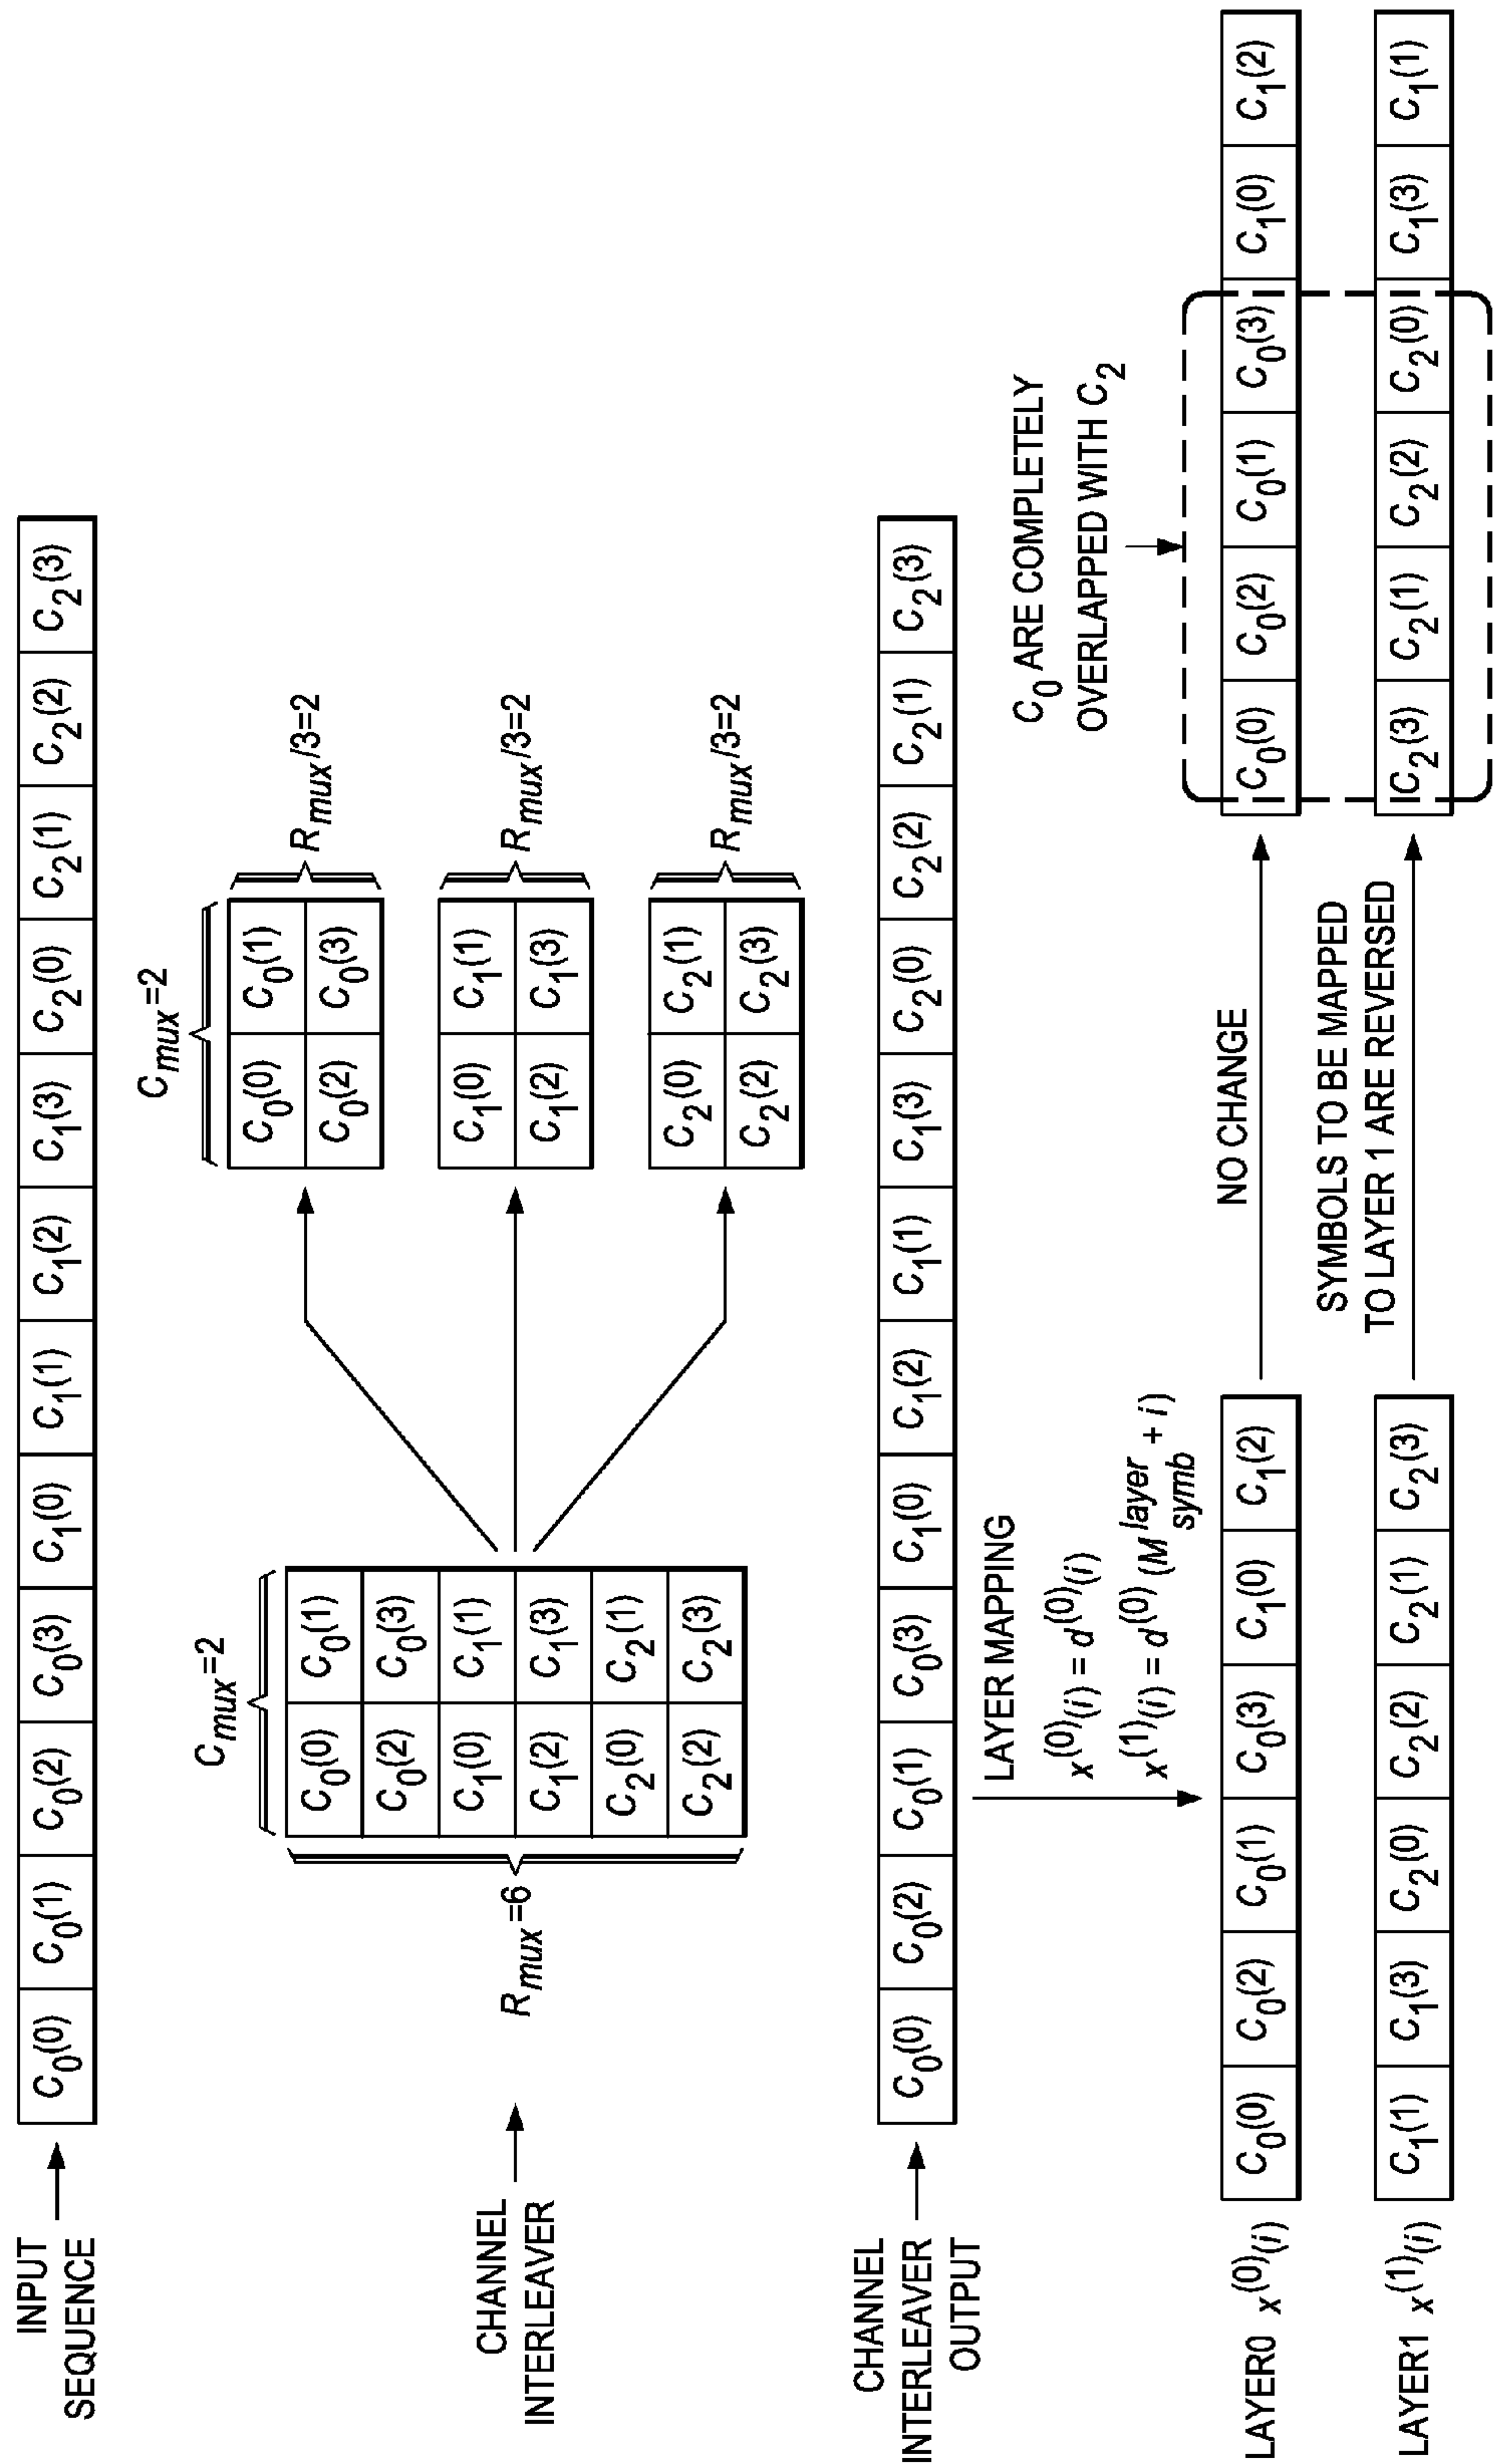 INPUT
SEQUENCE
C0(0) C0(1) C0(2) C0(3) C1(0) C1(1) C1(2) C1(3) C2(0) C2(1) C2(2) C2(3)
CHANNEL
INTERLEAVER
Rmux=6
Cmux=2
C0(0) C0(1)
C0(2) C0(3)
C1(0) C1(1)
C1(2) C1(3)
C2(0) C2(1)
C2(2) C2(3)
Cmux=2
C0(0) C0(1)
C0(2) C0(3)
Rmux/3=2
C1(0) C1(1)
C1(2) C1(3)
Rmux/3=2
C2(0) C2(1)
C2(2) C2(3)
Rmux/3=2
CHANNEL
INTERLEAVER
OUTPUT
C0(0) C0(2) C0(1) C0(3) C1(0) C1(2) C1(1) C1(3) C2(0) C2(2) C2(1) C2(3)
LAYER MAPPING
x(0)(i) = d(0)(i)
x(1)(i) = d(0)(M layer symb + i)
LAYER0 x(0)(i)
C0(0) C0(2) C0(1) C0(3) C1(0) C1(2)
NO CHANGE
LAYER1 x(1)(i)
C1(1) C1(3) C2(0) C2(2) C2(1) C2(3)
SYMBOLS TO BE MAPPED
TO LAYER 1 ARE REVERSED
C0 ARE COMPLETELY
OVERLAPPED WITH C2
C0(0) C0(2) C0(1) C0(3) C1(0) C1(2)
C2(3) C2(1) C2(2) C2(0) C1(3) C1(1)